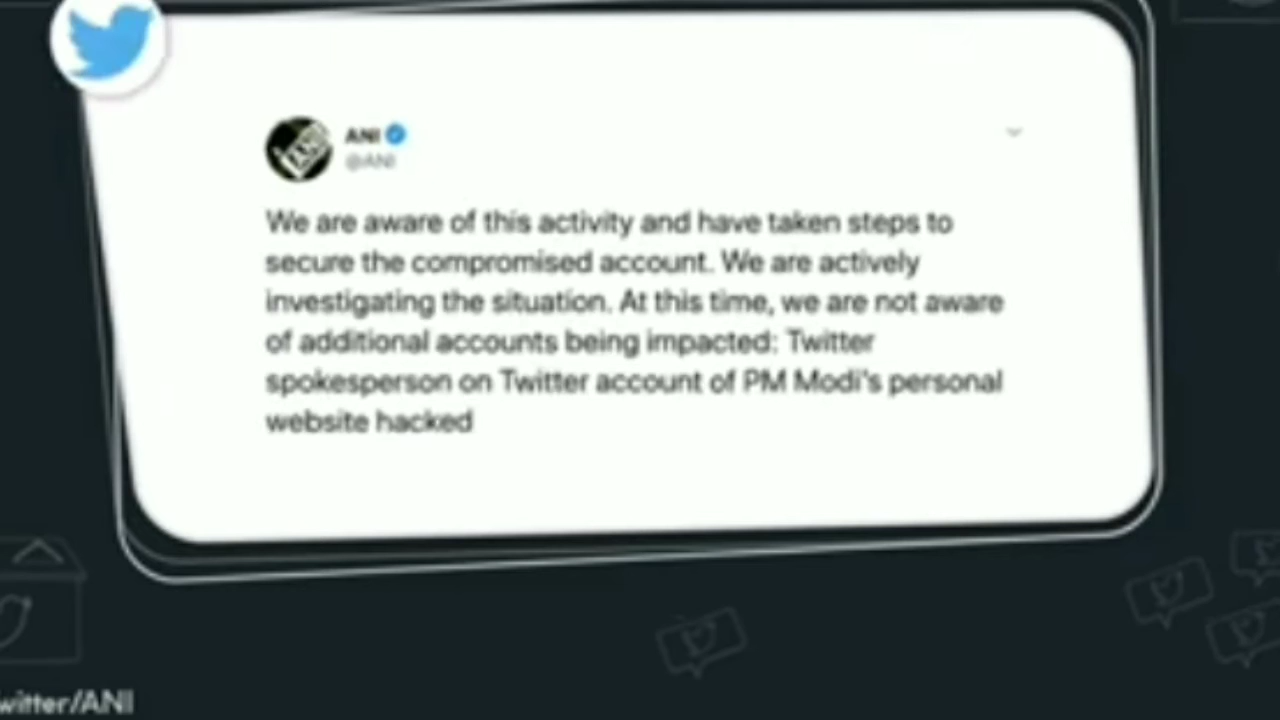 ANI
@ANI
We are aware of this activity and have taken steps to
secure the compromised account. We are actively
investigating the situation. At this time, we are not aware
of additional accounts being impacted: Twitter
spokesperson on Twitter account of PM Modi's personal
website hacked
witter/ANI